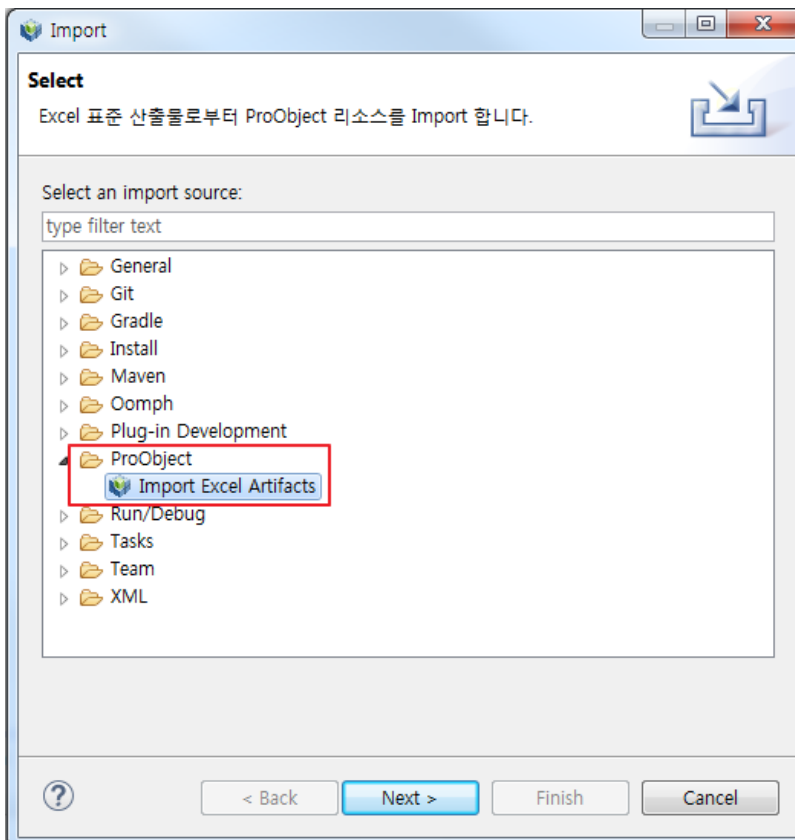 Import
Select
Excel 표준 산출물로부터 ProObject 리소스를 Import 합니다.
Select an import source:
type filter text
General
Git
Gradle
Install
Maven
Oomph
Plug-in Development
ProObject
Import Excel Artifacts
Run/Debug
Tasks
Team
XML
< Back
Next >
Finish
Cancel